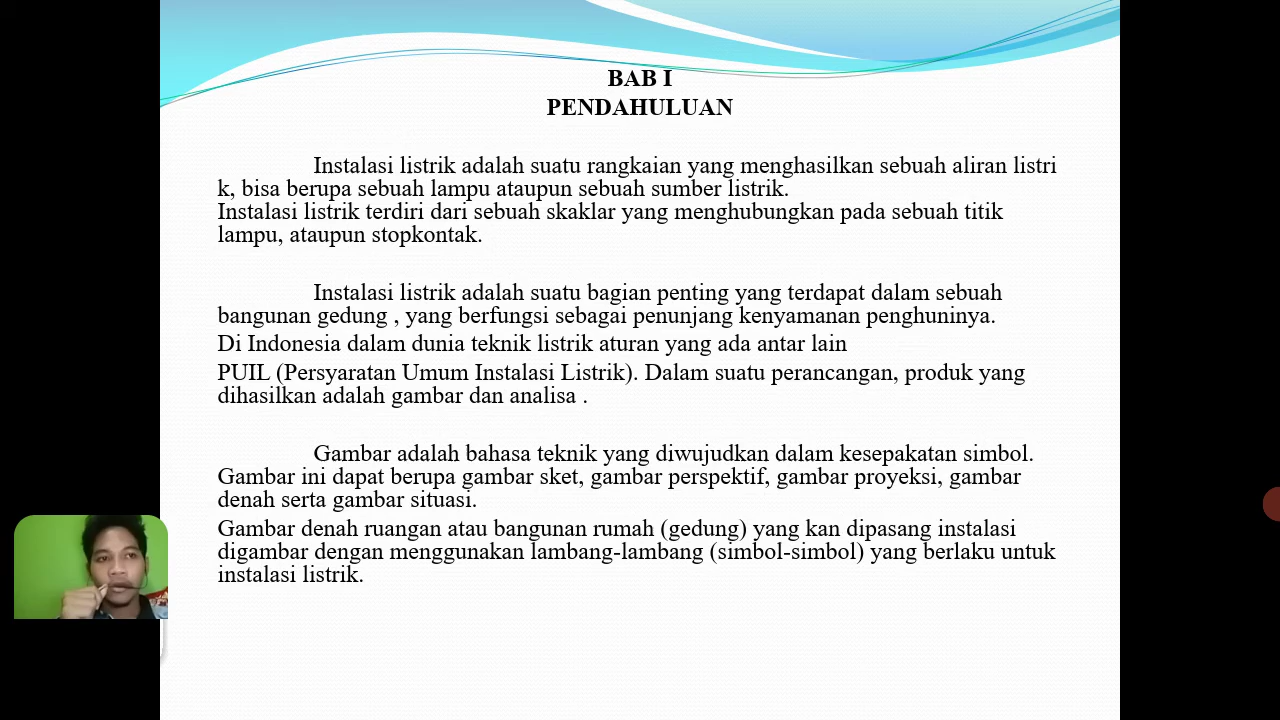 BAB I
PENDAHULUAN
Instalasi listrik adalah suatu rangkaian yang menghasilkan sebuah aliran listri
k, bisa berupa sebuah lampu ataupun sebuah sumber listrik.
Instalasi listrik terdiri dari sebuah skaklar yang menghubungkan pada sebuah titik
lampu, ataupun stopkontak.
Instalasi listrik adalah suatu bagian penting yang terdapat dalam sebuah
bangunan gedung , yang berfungsi sebagai penunjang kenyamanan penghuninya.
Di Indonesia dalam dunia teknik listrik aturan yang ada antar lain
PUIL (Persyaratan Umum Instalasi Listrik). Dalam suatu perancangan, produk yang
dihasilkan adalah gambar dan analisa .
Gambar adalah bahasa teknik yang diwujudkan dalam kesepakatan simbol.
Gambar ini dapat berupa gambar sket, gambar perspektif, gambar proyeksi, gambar
denah serta gambar situasi.
Gambar denah ruangan atau bangunan rumah (gedung) yang kan dipasang instalasi
digambar dengan menggunakan lambang-lambang (simbol-simbol) yang berlaku untuk
instalasi listrik.